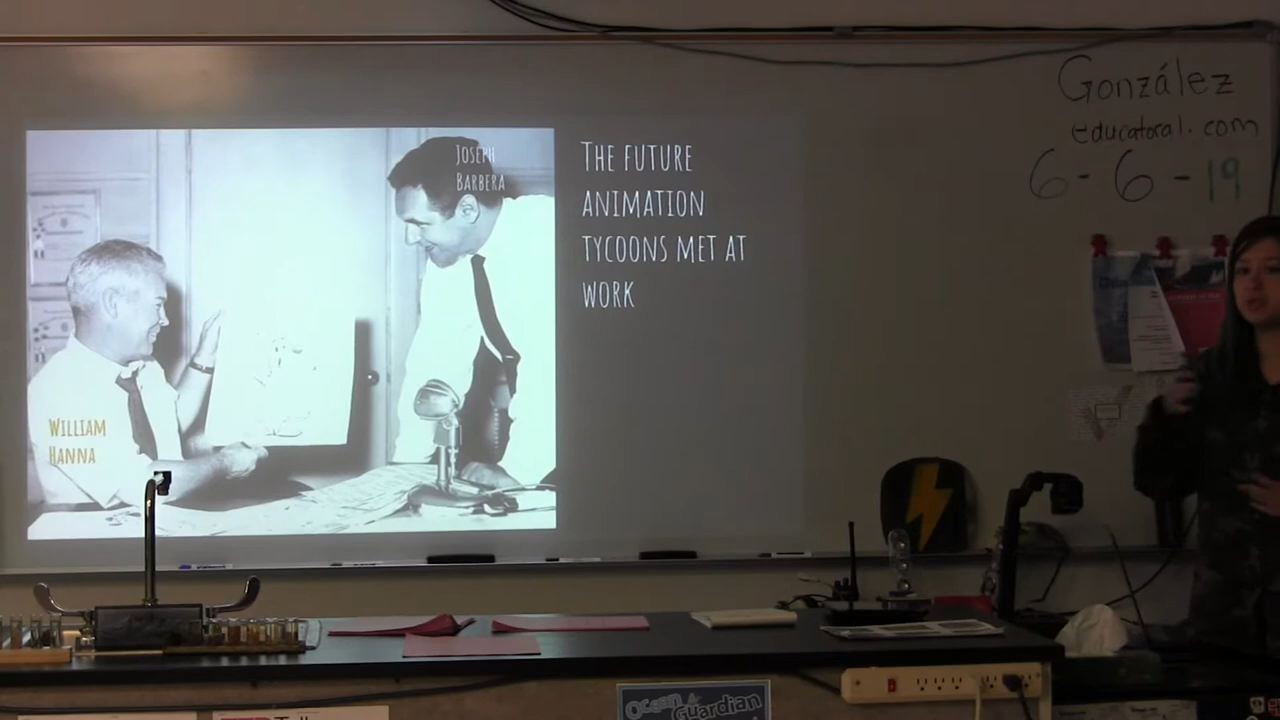 González
educatoral.com
6-6-19
Joseph
Barbera
The future
animation
tycoons met at
work
William
Hanna
Ocean
Guardian